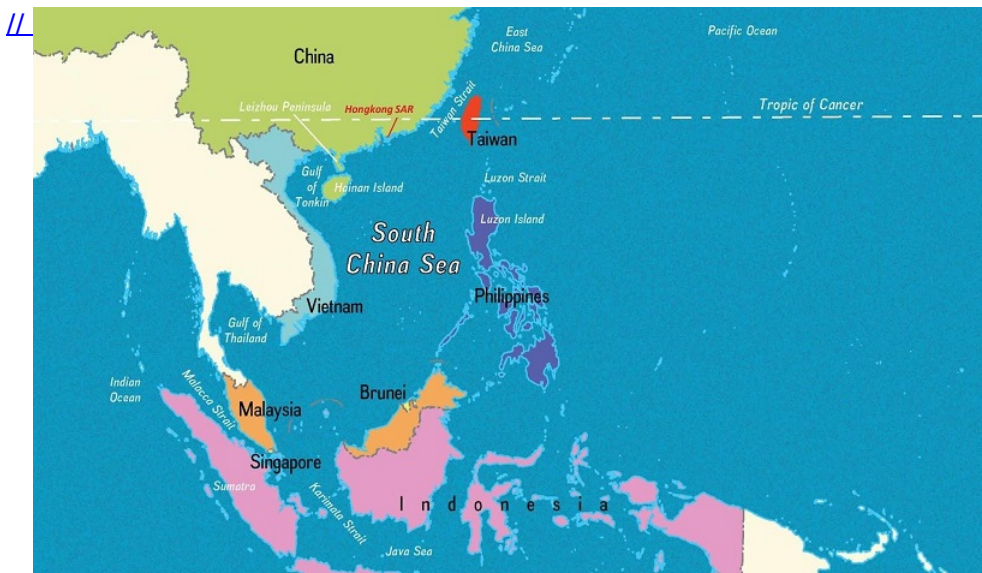 //
East
China Sea
Pacific Ocean
China
Leizhou Peninsula
Hongkong SAR
Taiwan Strait
Tropic of Cancer
Taiwan
Gulf
of
Tonkin
Hainan Island
Luzon Strait
Luzon Island
South
China Sea
Vietnam
Philippines
Gulf of
Thailand
Indian
Ocean
Malacca Strait
Malaysia
Brunei
Singapore
Sumatra
Karimata Strait
Indonesia
Java Sea